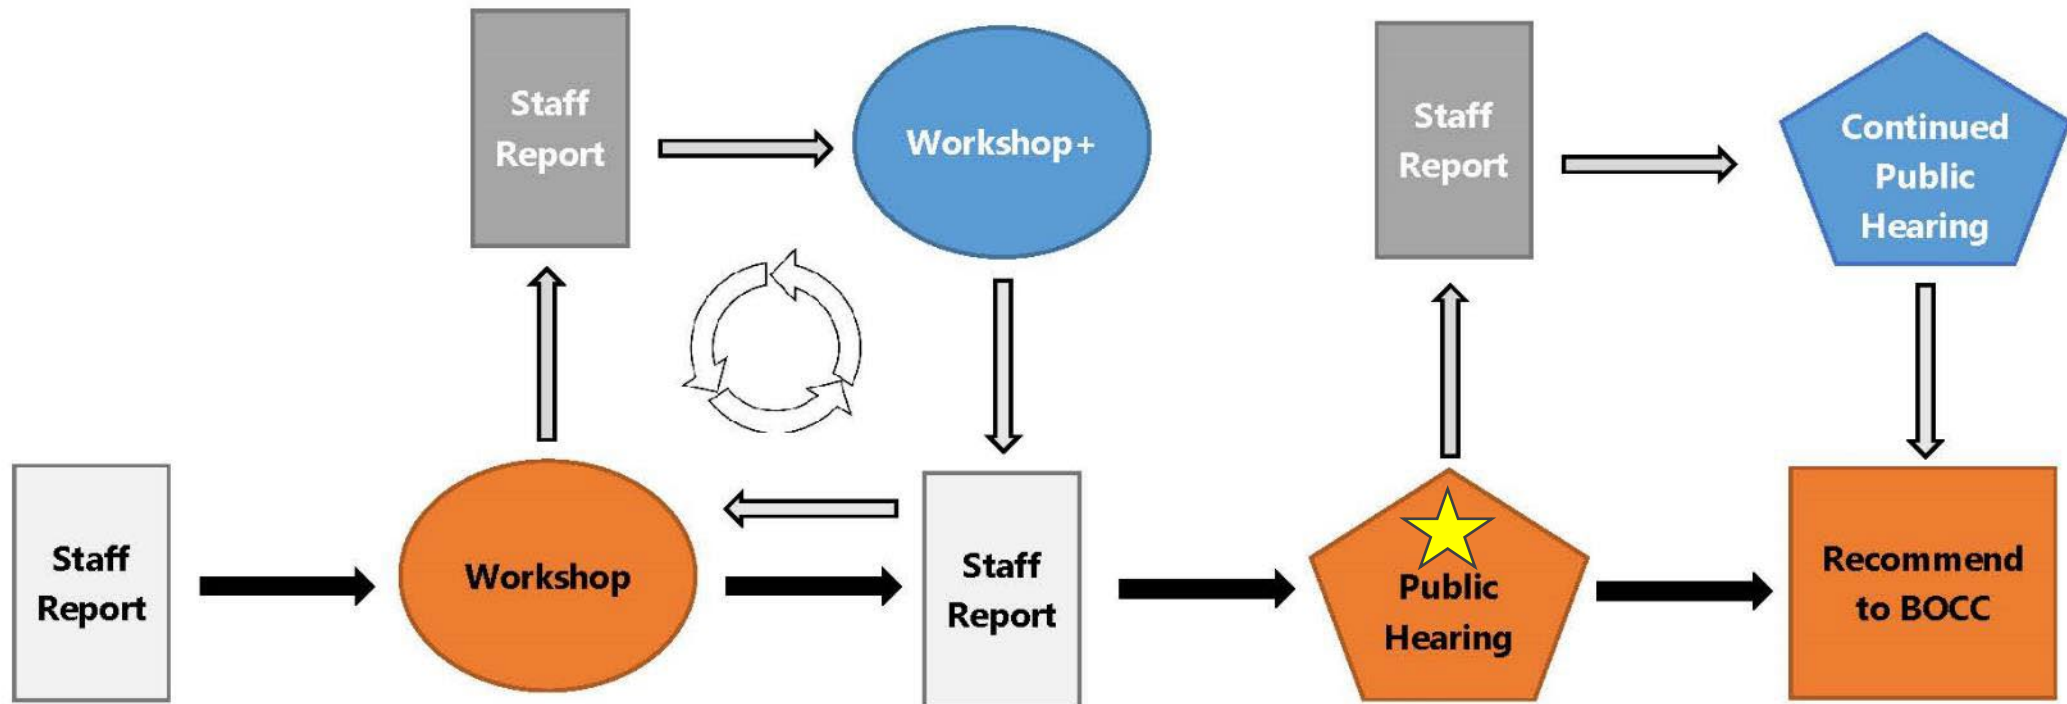 Staff
Report
Workshop+
Staff
Report
Continued
Public
Hearing
Staff
Report
Workshop
Staff
Report
Public
Hearing
Recommend
to BOCC